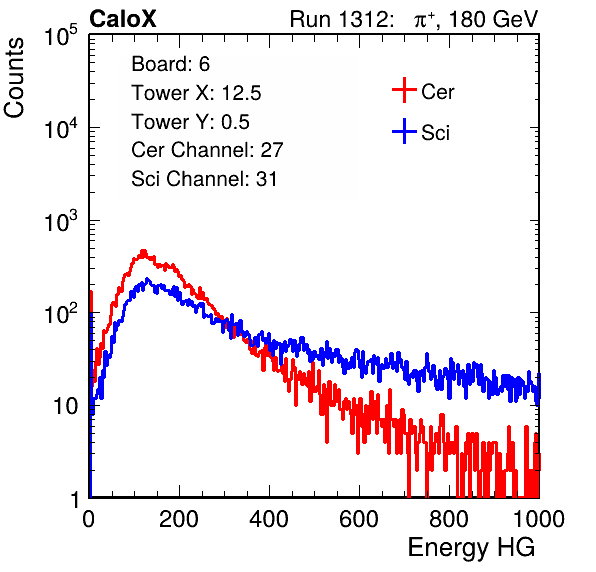 CaloX Run 1312: π⁺, 180 GeV
Counts
10⁵
10⁴
10³
10²
10
1
Board: 6
Tower X: 12.5
Tower Y: 0.5
Cer Channel: 27
Sci Channel: 31
Cer
Sci
0 200 400 600 800 1000
Energy HG